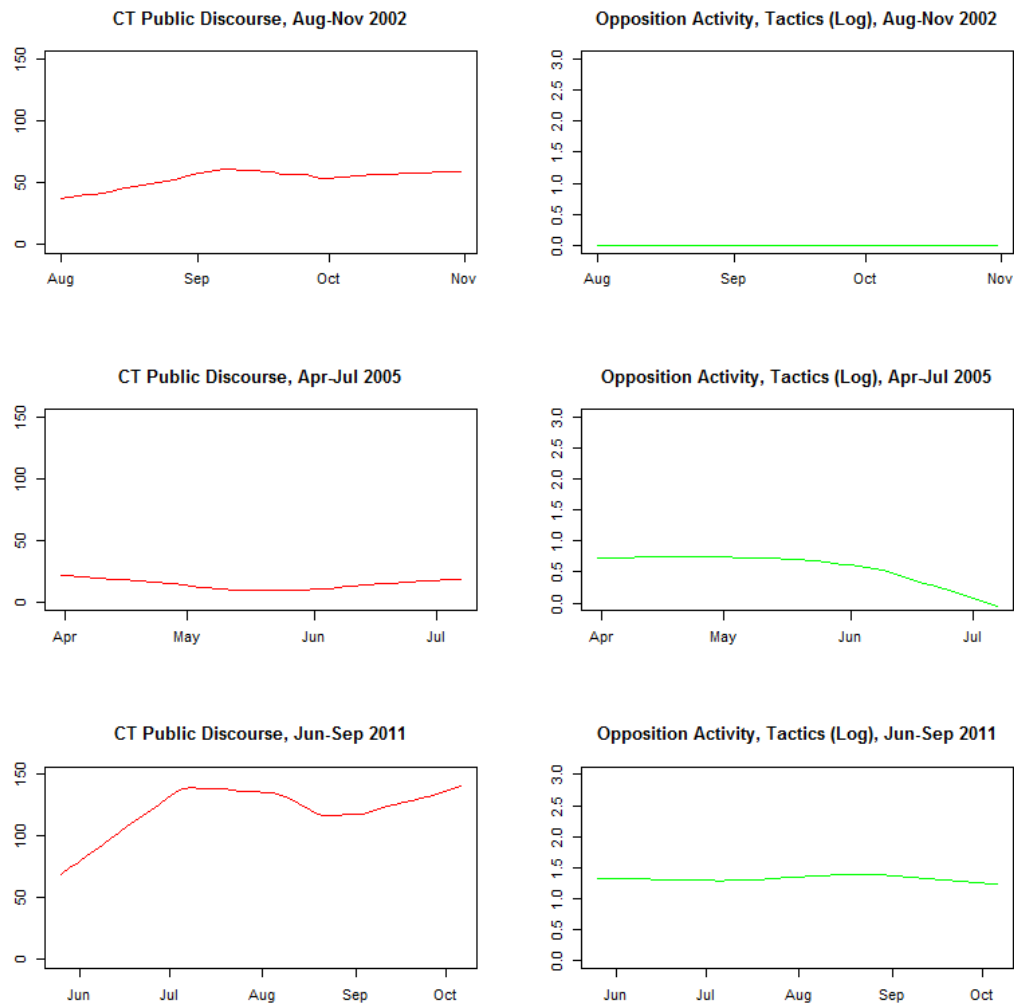 CT Public Discourse, Aug-Nov 2002
150
100
50
0
Aug Sep Oct Nov
Opposition Activity, Tactics (Log), Aug-Nov 2002
3.0
2.5
2.0
1.5
1.0
0.5
0.0
Aug Sep Oct Nov
CT Public Discourse, Apr-Jul 2005
150
100
50
0
Apr May Jun Jul
Opposition Activity, Tactics (Log), Apr-Jul 2005
3.0
2.5
2.0
1.5
1.0
0.5
0.0
Apr May Jun Jul
CT Public Discourse, Jun-Sep 2011
150
100
50
0
Jun Jul Aug Sep Oct
Opposition Activity, Tactics (Log), Jun-Sep 2011
3.0
2.5
2.0
1.5
1.0
0.5
0.0
Jun Jul Aug Sep Oct